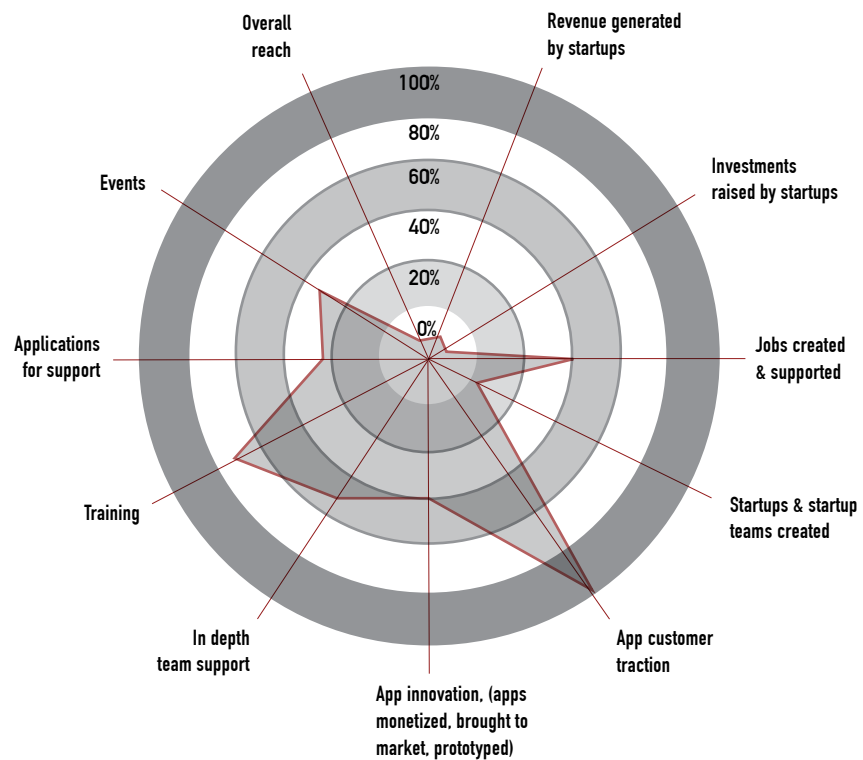 Overall
reach
Revenue generated
by startups
100%
80%
60%
40%
20%
0%
Events
Investments
raised by startups
Applications
for support
Jobs created
& supported
Training
Startups & startup
teams created
In depth
team support
App customer
traction
App innovation, (apps
monetized, brought to
market, prototyped)